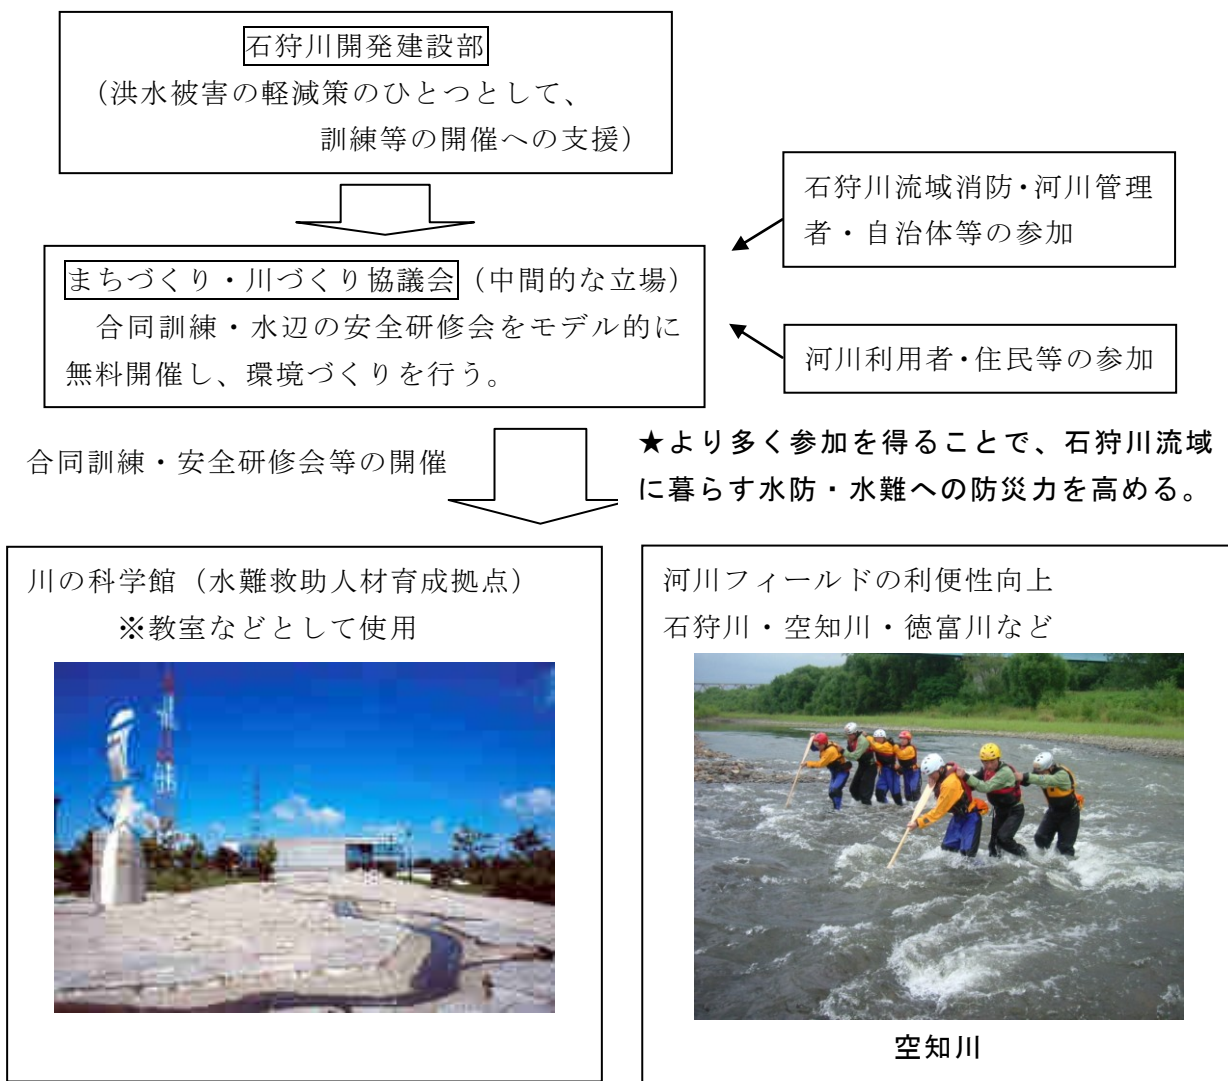 石狩川開発建設部
（洪水被害の軽減策のひとつとして、
訓練等の開催への支援）
石狩川流域消防・河川管理
者・自治体等の参加
まちづくり・川づくり協議会（中間的な立場）
合同訓練・水辺の安全研修会をモデル的に
無料開催し、環境づくりを行う。
河川利用者・住民等の参加
合同訓練・安全研修会等の開催
★より多く参加を得ることで、石狩川流域
に暮らす水防・水難への防災力を高める。
川の科学館（水難救助人材育成拠点）
※教室などとして使用
河川フィールドの利便性向上
石狩川・空知川・徳富川など
空知川